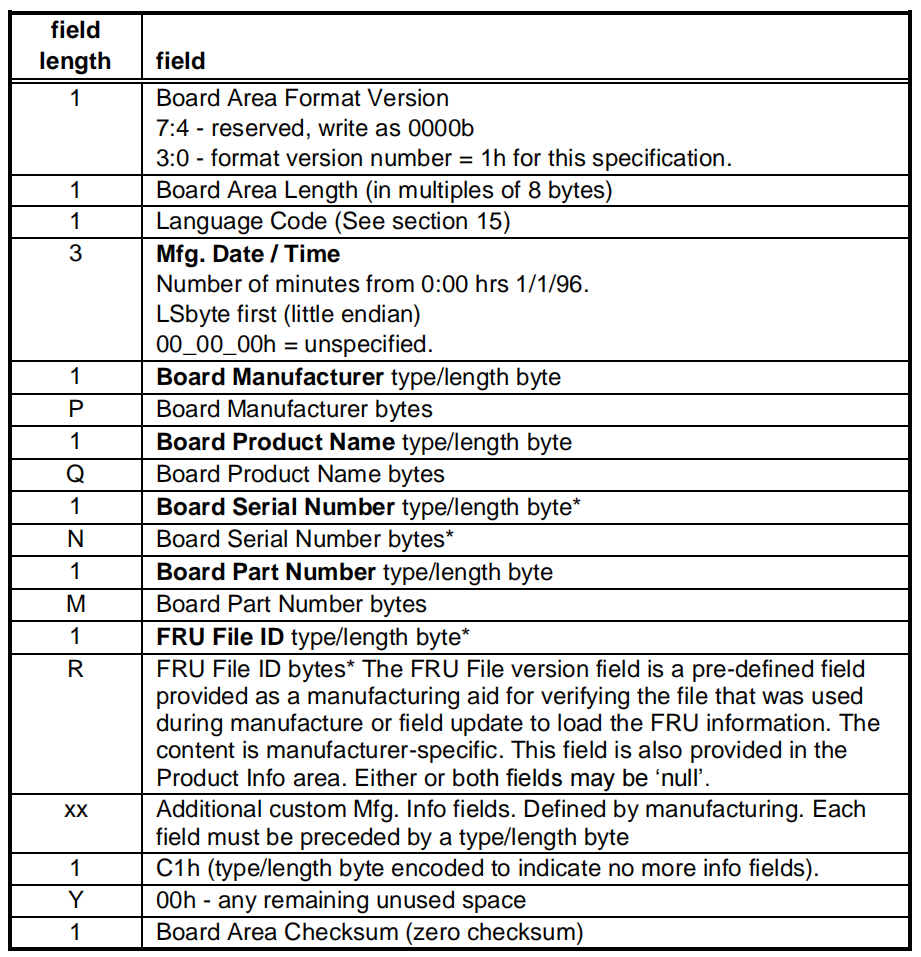 field
length field
1 Board Area Format Version
7:4 - reserved, write as 0000b
3:0 - format version number = 1h for this specification.
1 Board Area Length (in multiples of 8 bytes)
1 Language Code (See section 15)
3 Mfg. Date / Time
Number of minutes from 0:00 hrs 1/1/96.
LSbyte first (little endian)
00_00_00h = unspecified.
1 Board Manufacturer type/length byte
P Board Manufacturer bytes
1 Board Product Name type/length byte
Q Board Product Name bytes
1 Board Serial Number type/length byte*
N Board Serial Number bytes*
1 Board Part Number type/length byte
M Board Part Number bytes
1 FRU File ID type/length byte*
R FRU File ID bytes* The FRU File version field is a pre-defined field
provided as a manufacturing aid for verifying the file that was used
during manufacture or field update to load the FRU information. The
content is manufacturer-specific. This field is also provided in the
Product Info area. Either or both fields may be ‘null’.
xx Additional custom Mfg. Info fields. Defined by manufacturing. Each
field must be preceded by a type/length byte
1 C1h (type/length byte encoded to indicate no more info fields).
Y 00h - any remaining unused space
1 Board Area Checksum (zero checksum)